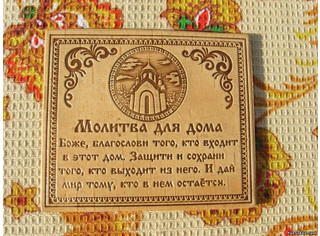 Молитва для дома
Боже, благослови того, кто входит
в этот дом. Защити и сохрани
того, кто выходит из него. И дай
мир тому, кто в нем остаётся.